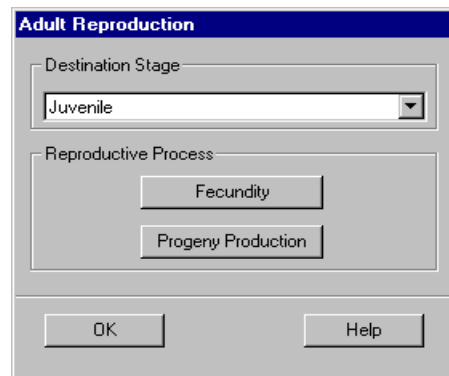 Adult Reproduction
Destination Stage
Juvenile
Reproductive Process
Fecundity
Progeny Production
OK
Help